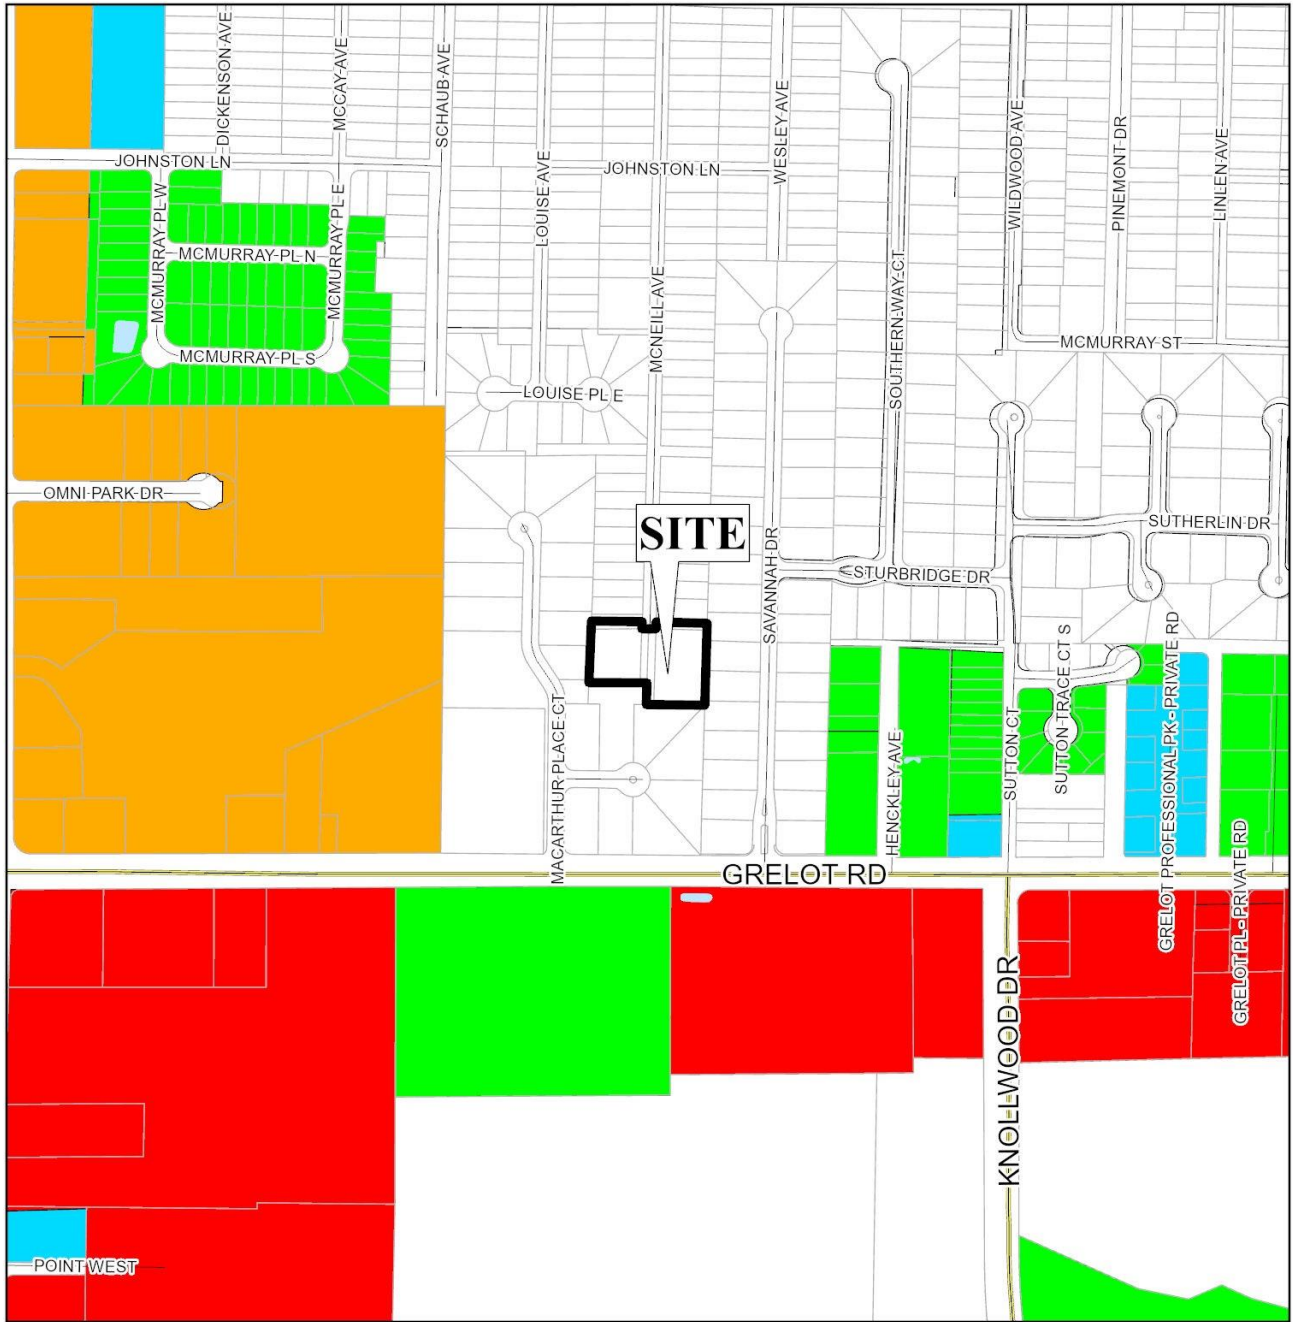 DICKENSON AVE
MCCAY AVE
SCHAUB AVE
WESLEY AVE
WILDWOOD AVE
PINEMONT DR
LINLEN AVE
JOHNSTON LN
LOUISE AVE
JOHNSTON LN
MCMURRAY PL W
MCMURRAY PL E
MCMURRAY PL N
MCNEILL AVE
SOUTHERN WAY CT
MCMURRAY PL S
MCMURRAY ST
LOUISE PL E
OMNI PARK DR
SITE
SUTHERLIN DR
SAVANNAH DR
STURBRIDGE DR
MACARTHUR PLACE CT
HENCKLEY AVE
SUTTON CT
SUTTON TRACE CT S
GRELOT PROFESSIONAL PK - PRIVATE RD
GRELOT PL - PRIVATE RD
GRELOT RD
KNOLLWOOD DR
POINT WEST